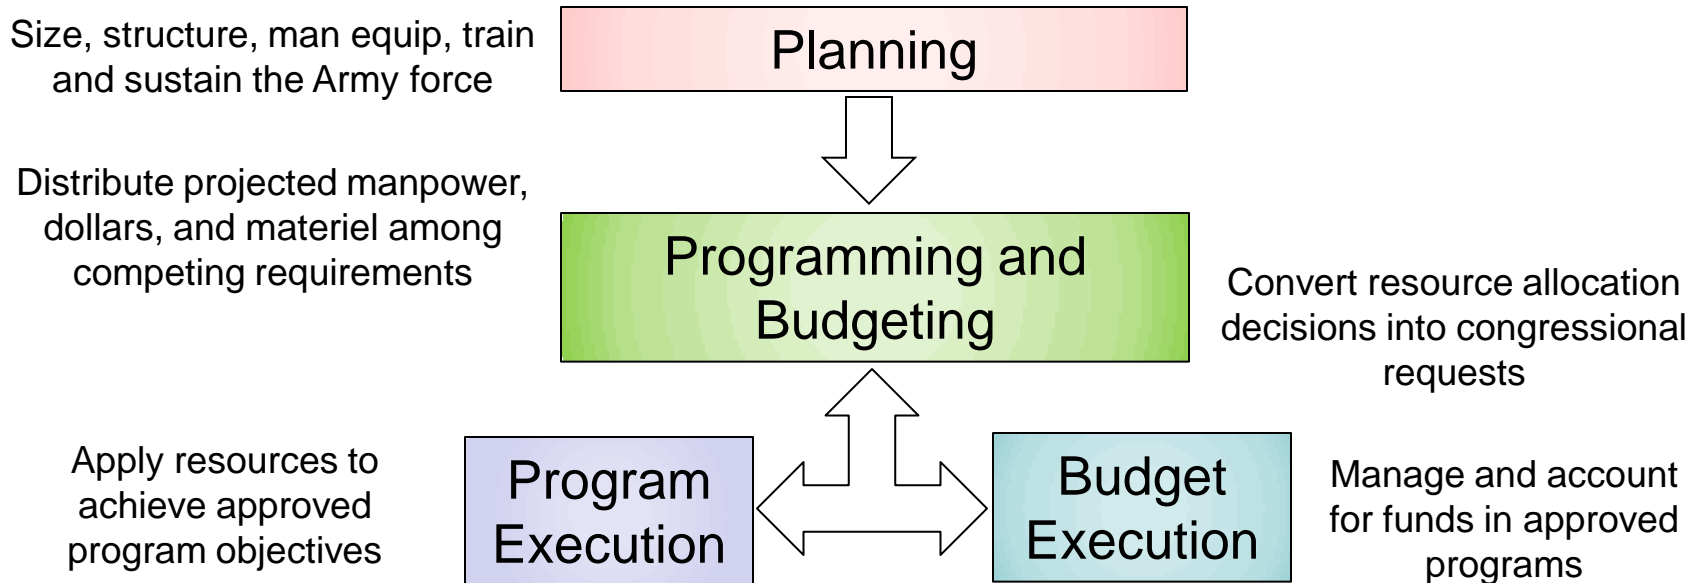 Size, structure, man equip, train
and sustain the Army force
Planning
Distribute projected manpower,
dollars, and materiel among
competing requirements
Programming and
Budgeting
Convert resource allocation
decisions into congressional
requests
Apply resources to
achieve approved
program objectives
Program
Execution
Budget
Execution
Manage and account
for funds in approved
programs